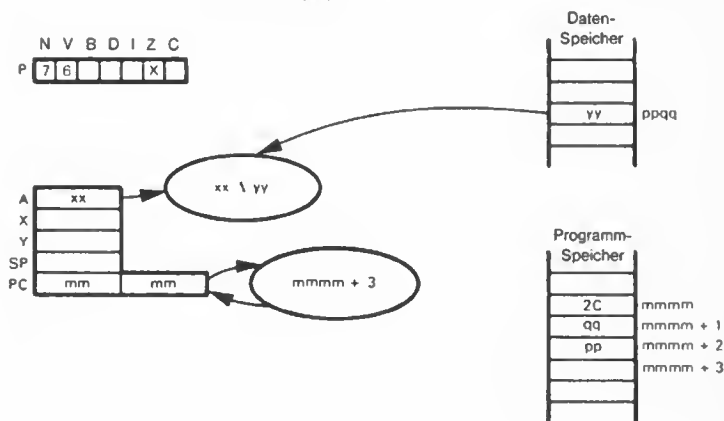 Daten-
Speicher
N V B D I Z C
P 7 6 X
yy ppqq
xx \ yy
A xx
X
Y
SP
PC mm mm
mmmm + 3
Programm-
Speicher
2C mmmm
qq mmmm + 1
pp mmmm + 2
mmmm + 3